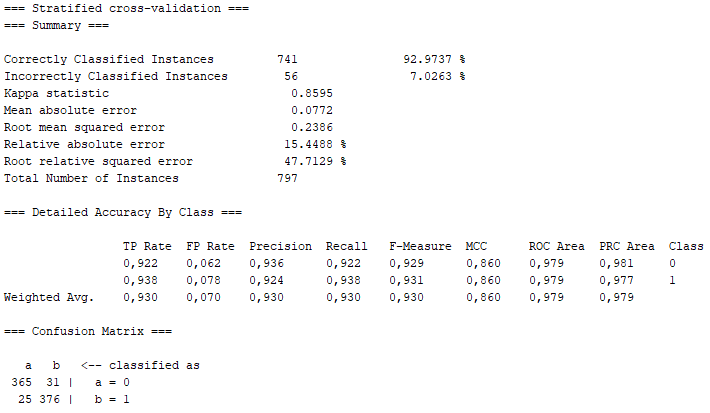 === Stratified cross-validation ===
=== Summary ===
Correctly Classified Instances 741 92.9737 %
Incorrectly Classified Instances 56 7.0263 %
Kappa statistic 0.8595
Mean absolute error 0.0772
Root mean squared error 0.2386
Relative absolute error 15.4488 %
Root relative squared error 47.7129 %
Total Number of Instances 797
=== Detailed Accuracy By Class ===
TP Rate FP Rate Precision Recall F-Measure MCC ROC Area PRC Area Class
0,922 0,062 0,936 0,922 0,929 0,860 0,979 0,981 0
0,938 0,078 0,924 0,938 0,931 0,860 0,979 0,977 1
Weighted Avg. 0,930 0,070 0,930 0,930 0,930 0,860 0,979 0,979
=== Confusion Matrix ===
a b <-- classified as
365 31 | a = 0
25 376 | b = 1